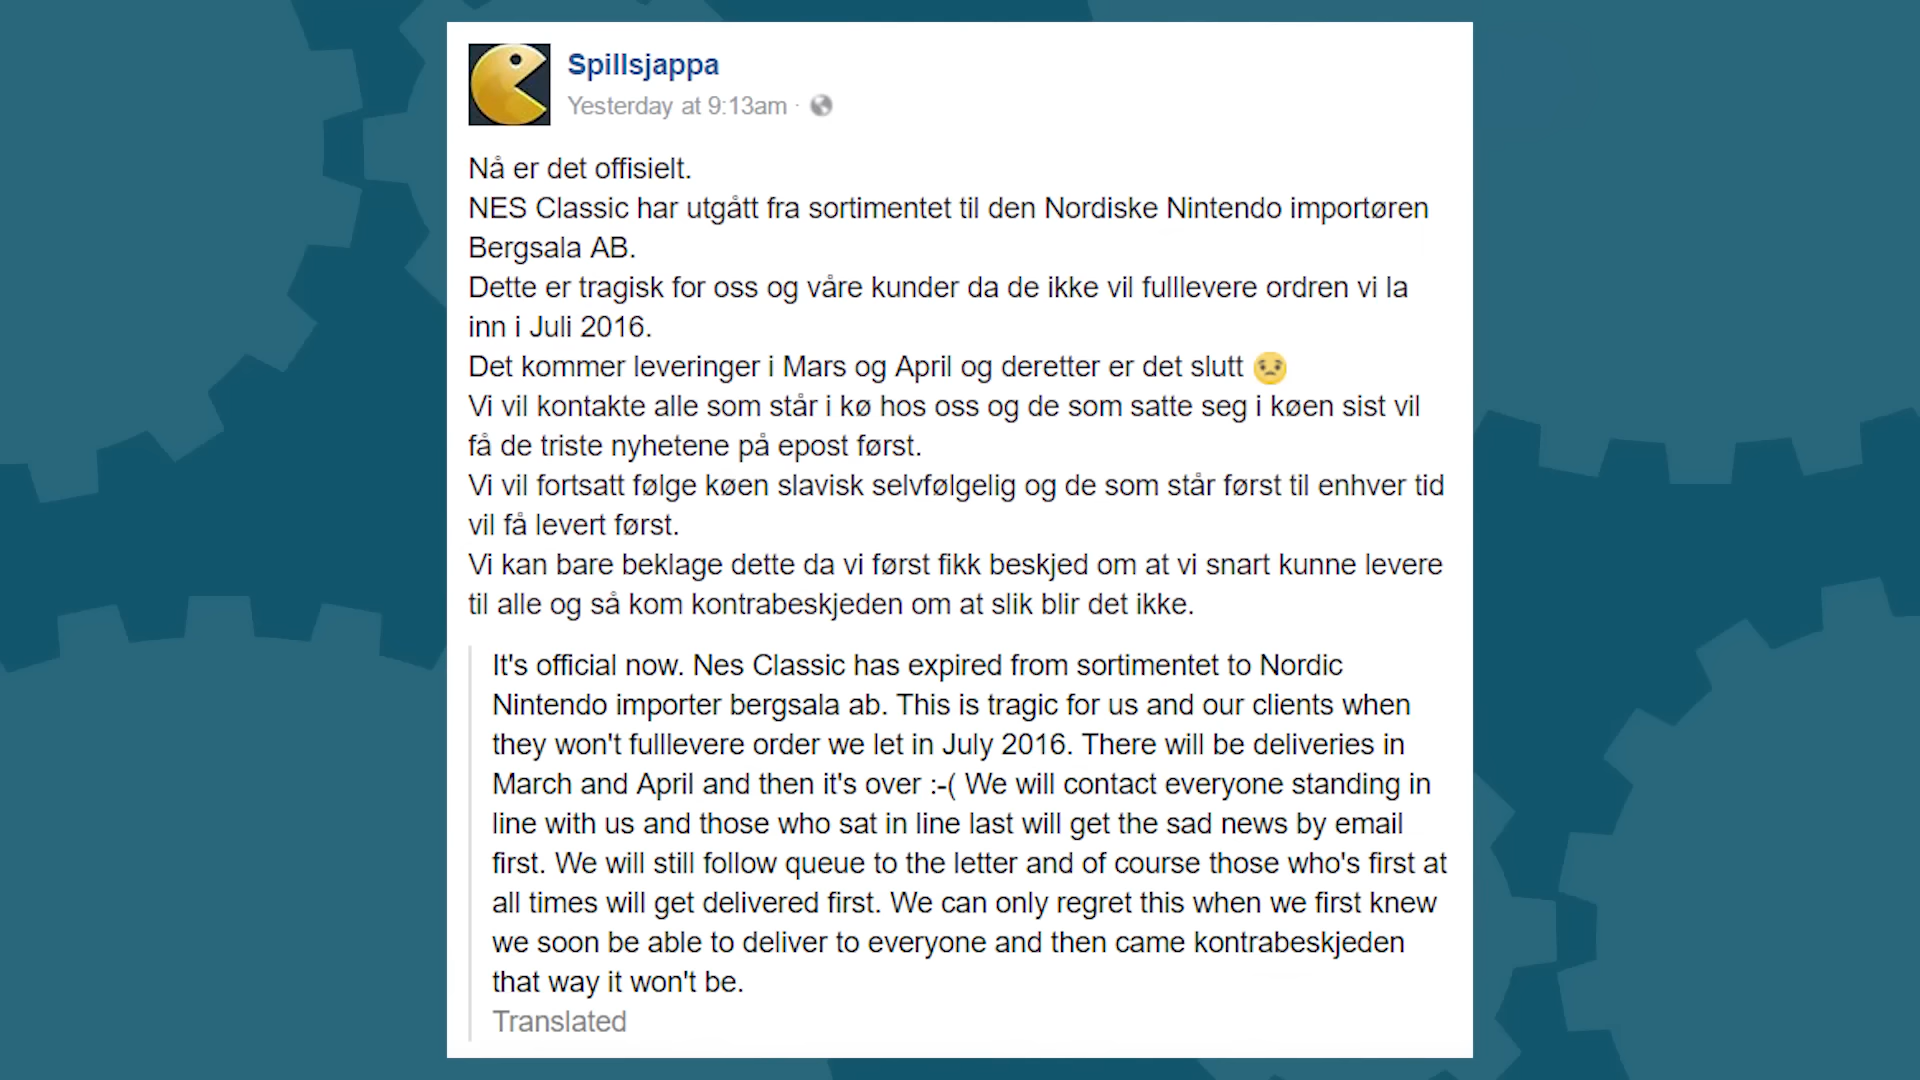 Spillsjappa
Yesterday at 9:13am ·
Nå er det offisielt.
NES Classic har utgått fra sortimentet til den Nordiske Nintendo importøren
Bergsala AB.
Dette er tragisk for oss og våre kunder da de ikke vil fulllevere ordren vi la
inn i Juli 2016.
Det kommer leveringer i Mars og April og deretter er det slutt 😟
Vi vil kontakte alle som står i kø hos oss og de som satte seg i køen sist vil
få de triste nyhetene på epost først.
Vi vil fortsatt følge køen slavisk selvfølgelig og de som står først til enhver tid
vil få levert først.
Vi kan bare beklage dette da vi først fikk beskjed om at vi snart kunne levere
til alle og så kom kontrabeskjeden om at slik blir det ikke.
It's official now. Nes Classic has expired from sortimentet to Nordic
Nintendo importer bergsala ab. This is tragic for us and our clients when
they won't fulllevere order we let in July 2016. There will be deliveries in
March and April and then it's over :-( We will contact everyone standing in
line with us and those who sat in line last will get the sad news by email
first. We will still follow queue to the letter and of course those who's first at
all times will get delivered first. We can only regret this when we first knew
we soon be able to deliver to everyone and then came kontrabeskjeden
that way it won't be.
Translated